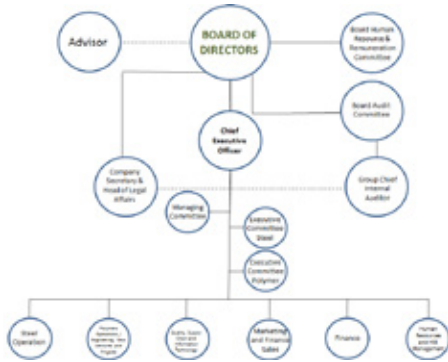 Advisor
BOARD OF
DIRECTORS
Board Human
Resource &
Remuneration
Committee
Board Audit
Committee
Chief
Executive
Officer
Company
Secretary &
Head of Legal
Affairs
Group Chief
Internal
Auditor
Managing
Committee
Executive
Committee
Steel
Executive
Committee
Polymer
Steel
Operation
Marketing
and Finance
Sales
Finance
Human
Resources